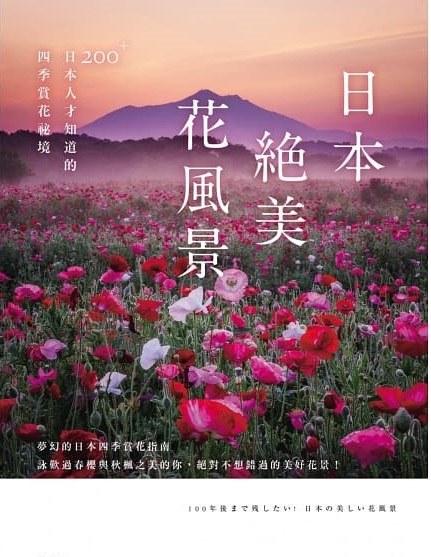 日本
絶美
花風景
200+
日本人才知道的
四季賞花祕境
夢幻的日本四季賞花指南
詠歎過春櫻與秋楓之美的你，絕對不想錯過的美好花景！
100年後まで残したい! 日本の美しい花風景